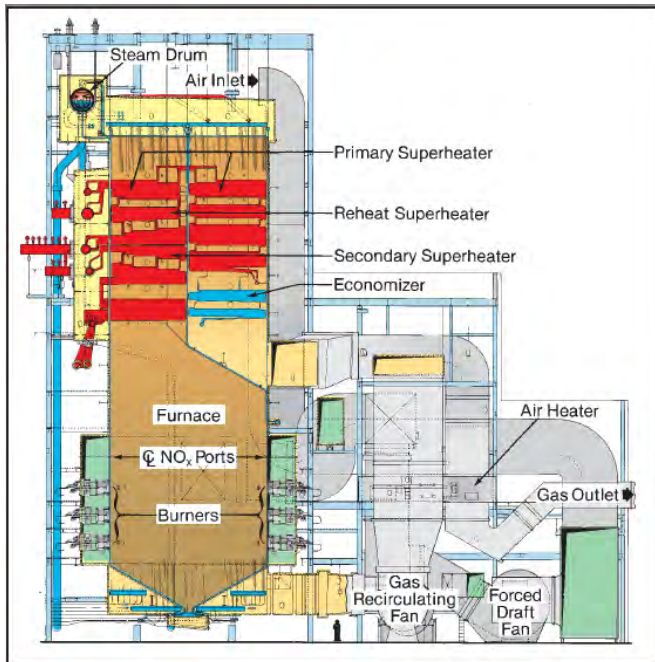 Steam Drum
Air Inlet
Primary Superheater
Reheat Superheater
Secondary Superheater
Economizer
Furnace
Air Heater
℄ NOx Ports
Gas Outlet
Burners
Gas
Recirculating
Fan
Forced
Draft
Fan